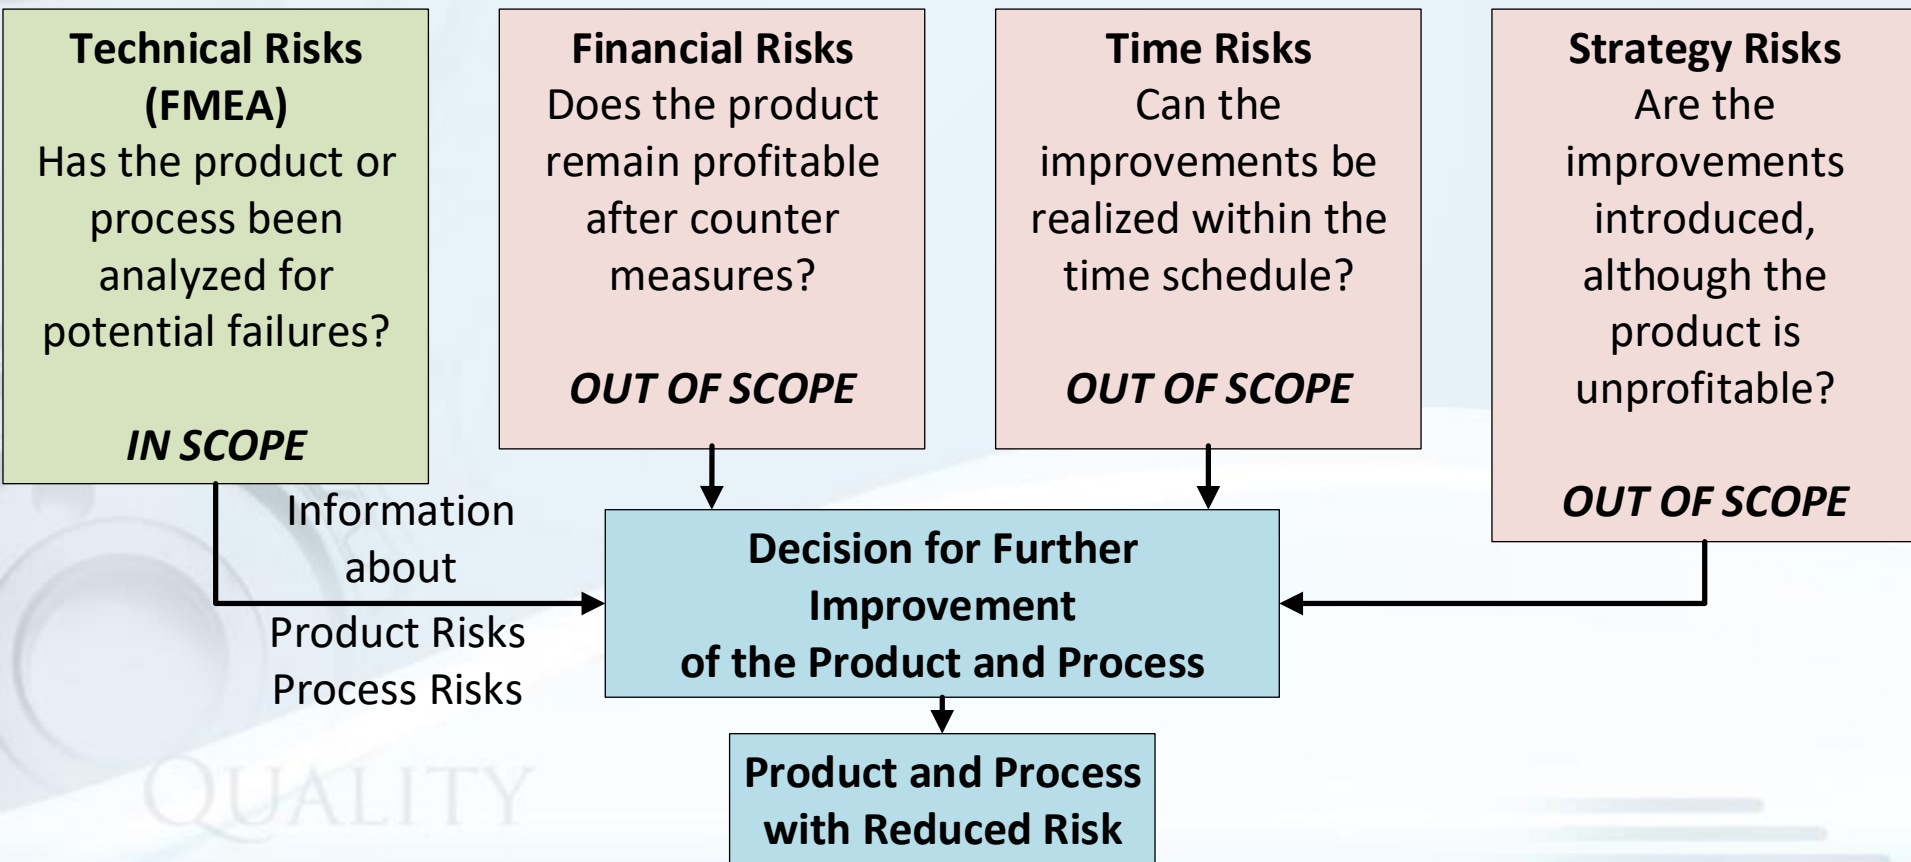 Technical Risks
(FMEA)
Has the product or
process been
analyzed for
potential failures?
IN SCOPE
Financial Risks
Does the product
remain profitable
after counter
measures?
OUT OF SCOPE
Time Risks
Can the
improvements be
realized within the
time schedule?
OUT OF SCOPE
Strategy Risks
Are the
improvements
introduced,
although the
product is
unprofitable?
OUT OF SCOPE
Information
about
Product Risks
Process Risks
Decision for Further
Improvement
of the Product and Process
Product and Process
with Reduced Risk
QUALITY